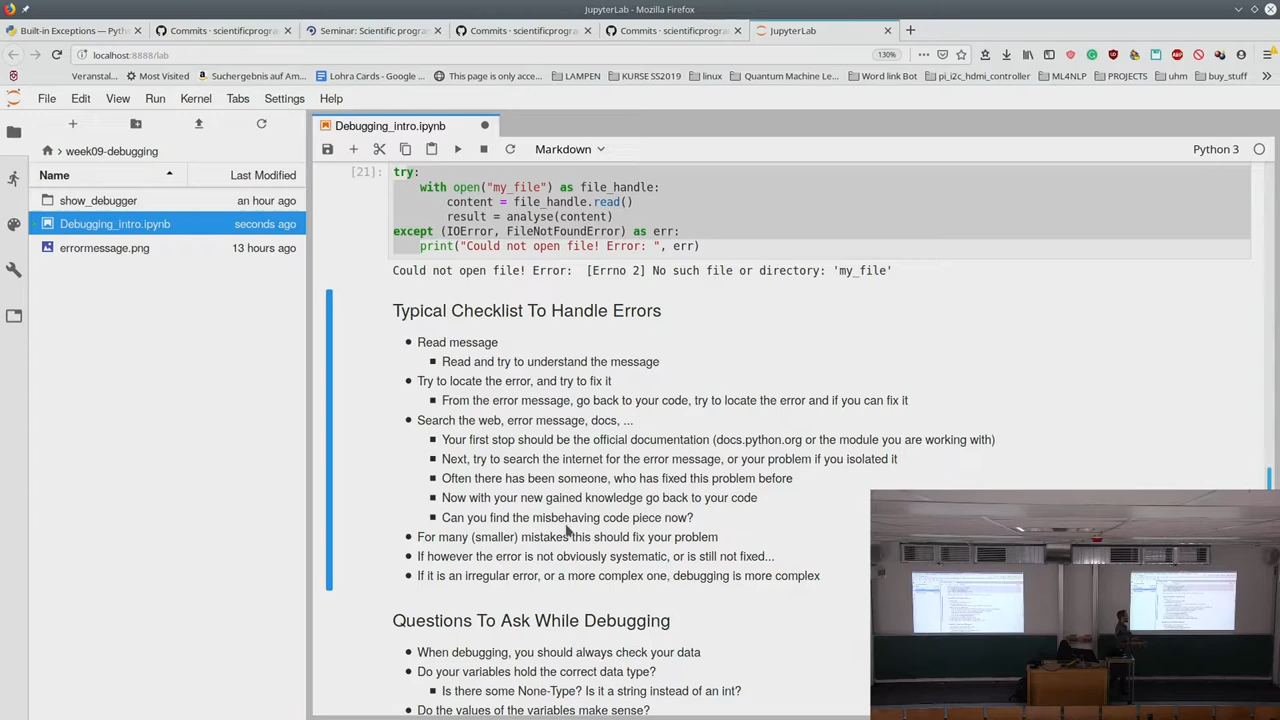 JupyterLab - Mozilla Firefox
Built-in Exceptions — Pyth
Commits · scientificprogra
Seminar: Scientific progra
Commits · scientificprogra
Commits · scientificprogra
JupyterLab
localhost:8888/lab
130%
Veranstal...
Most Visited
Suchergebnis auf Am...
Lohra Cards - Google ...
This page is only acce...
LAMPEN
KURSE SS2019
linux
Quantum Machine Le...
Word link Bot
pi_i2c_hdmi_controller
ML4NLP
PROJECTS
uhm
buy_stuff
File Edit View Run Kernel Tabs Settings Help
Debugging_intro.ipynb
week09-debugging
Markdown
Python 3
Name Last Modified
show_debugger an hour ago
Debugging_intro.ipynb seconds ago
errormessage.png 13 hours ago
[21]: try:
with open("my_file") as file_handle:
content = file_handle.read()
result = analyse(content)
except (IOError, FileNotFoundError) as err:
print("Could not open file! Error: ", err)
Could not open file! Error:  [Errno 2] No such file or directory: 'my_file'
Typical Checklist To Handle Errors
Read message
Read and try to understand the message
Try to locate the error, and try to fix it
From the error message, go back to your code, try to locate the error and if you can fix it
Search the web, error message, docs, ...
Your first stop should be the official documentation (docs.python.org or the module you are working with)
Next, try to search the internet for the error message, or your problem if you isolated it
Often there has been someone, who has fixed this problem before
Now with your new gained knowledge go back to your code
Can you find the misbehaving code piece now?
For many (smaller) mistakes this should fix your problem
If however the error is not obviously systematic, or is still not fixed...
If it is an irregular error, or a more complex one, debugging is more complex
Questions To Ask While Debugging
When debugging, you should always check your data
Do your variables hold the correct data type?
Is there some None-Type? Is it a string instead of an int?
Do the values of the variables make sense?